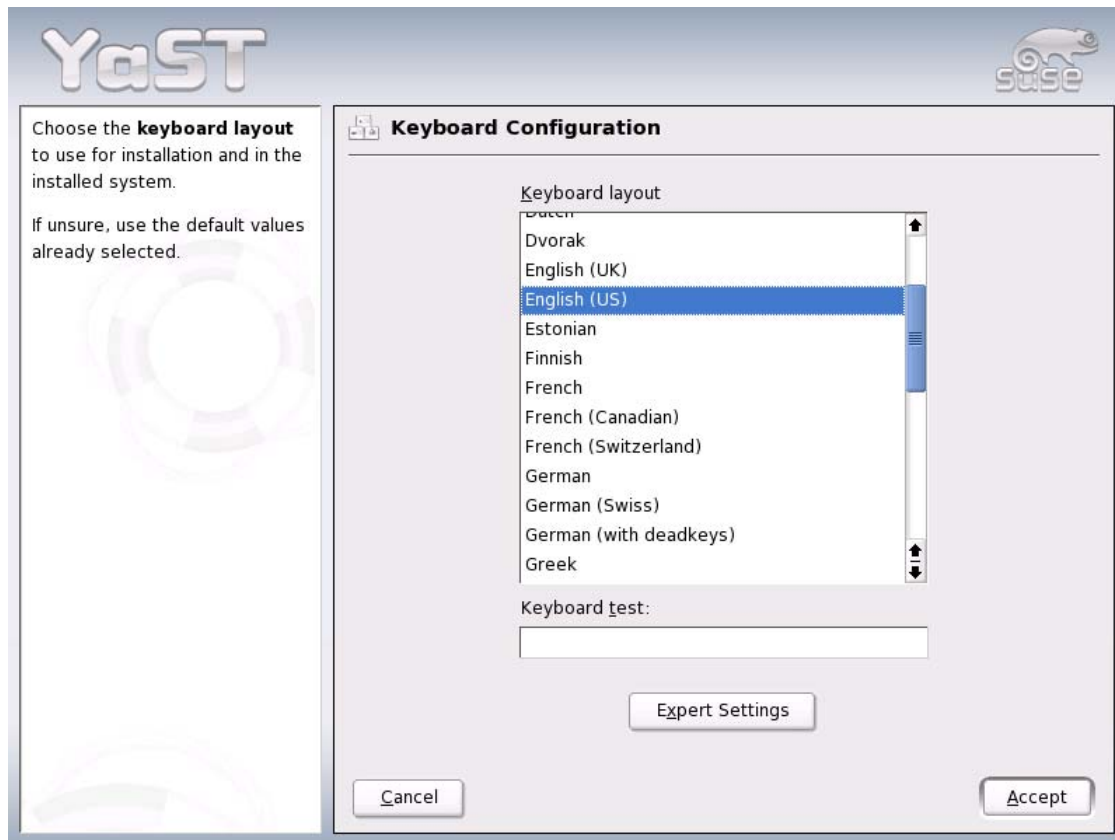 YaST
suse
Choose the keyboard layout
to use for installation and in the
installed system.
If unsure, use the default values
already selected.
Keyboard Configuration
Keyboard layout
Dutch
Dvorak
English (UK)
English (US)
Estonian
Finnish
French
French (Canadian)
French (Switzerland)
German
German (Swiss)
German (with deadkeys)
Greek
Keyboard test:
Expert Settings
Cancel
Accept